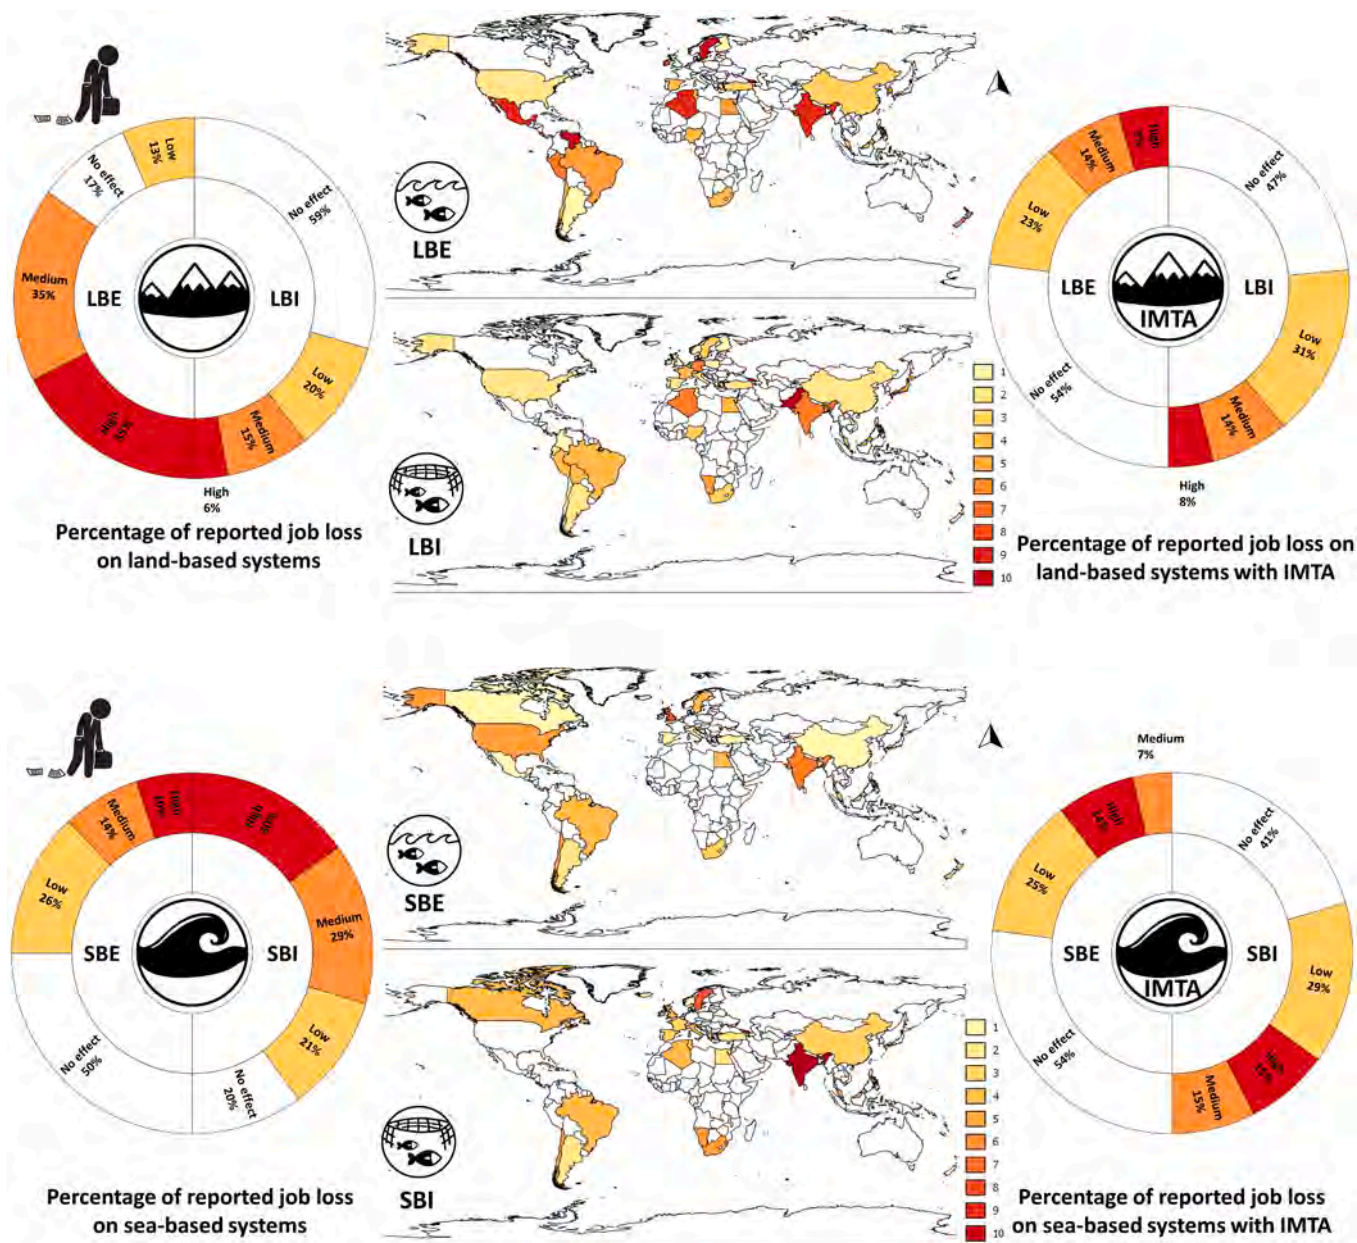 Low
13%
No effect
17%
No effect
59%
Medium
35%
LBE
LBI
High
35%
Low
20%
Medium
15%
High
6%
Percentage of reported job loss
on land-based systems
LBE
LBI
1
2
3
4
5
6
7
8
9
10
High
Medium
14%
No effect
47%
Low
23%
LBE
LBI
IMTA
Low
31%
No effect
54%
Medium
14%
High
8%
Percentage of reported job loss on
land-based systems with IMTA
High
10%
High
30%
Medium
14%
Low
26%
Medium
29%
SBE
SBI
Low
21%
No effect
50%
No effect
20%
Percentage of reported job loss
on sea-based systems
SBE
SBI
1
2
3
4
5
6
7
8
9
10
Medium
7%
High
14%
No effect
41%
Low
25%
SBE
SBI
IMTA
Low
29%
No effect
54%
High
15%
Medium
15%
Percentage of reported job loss
on sea-based systems with IMTA